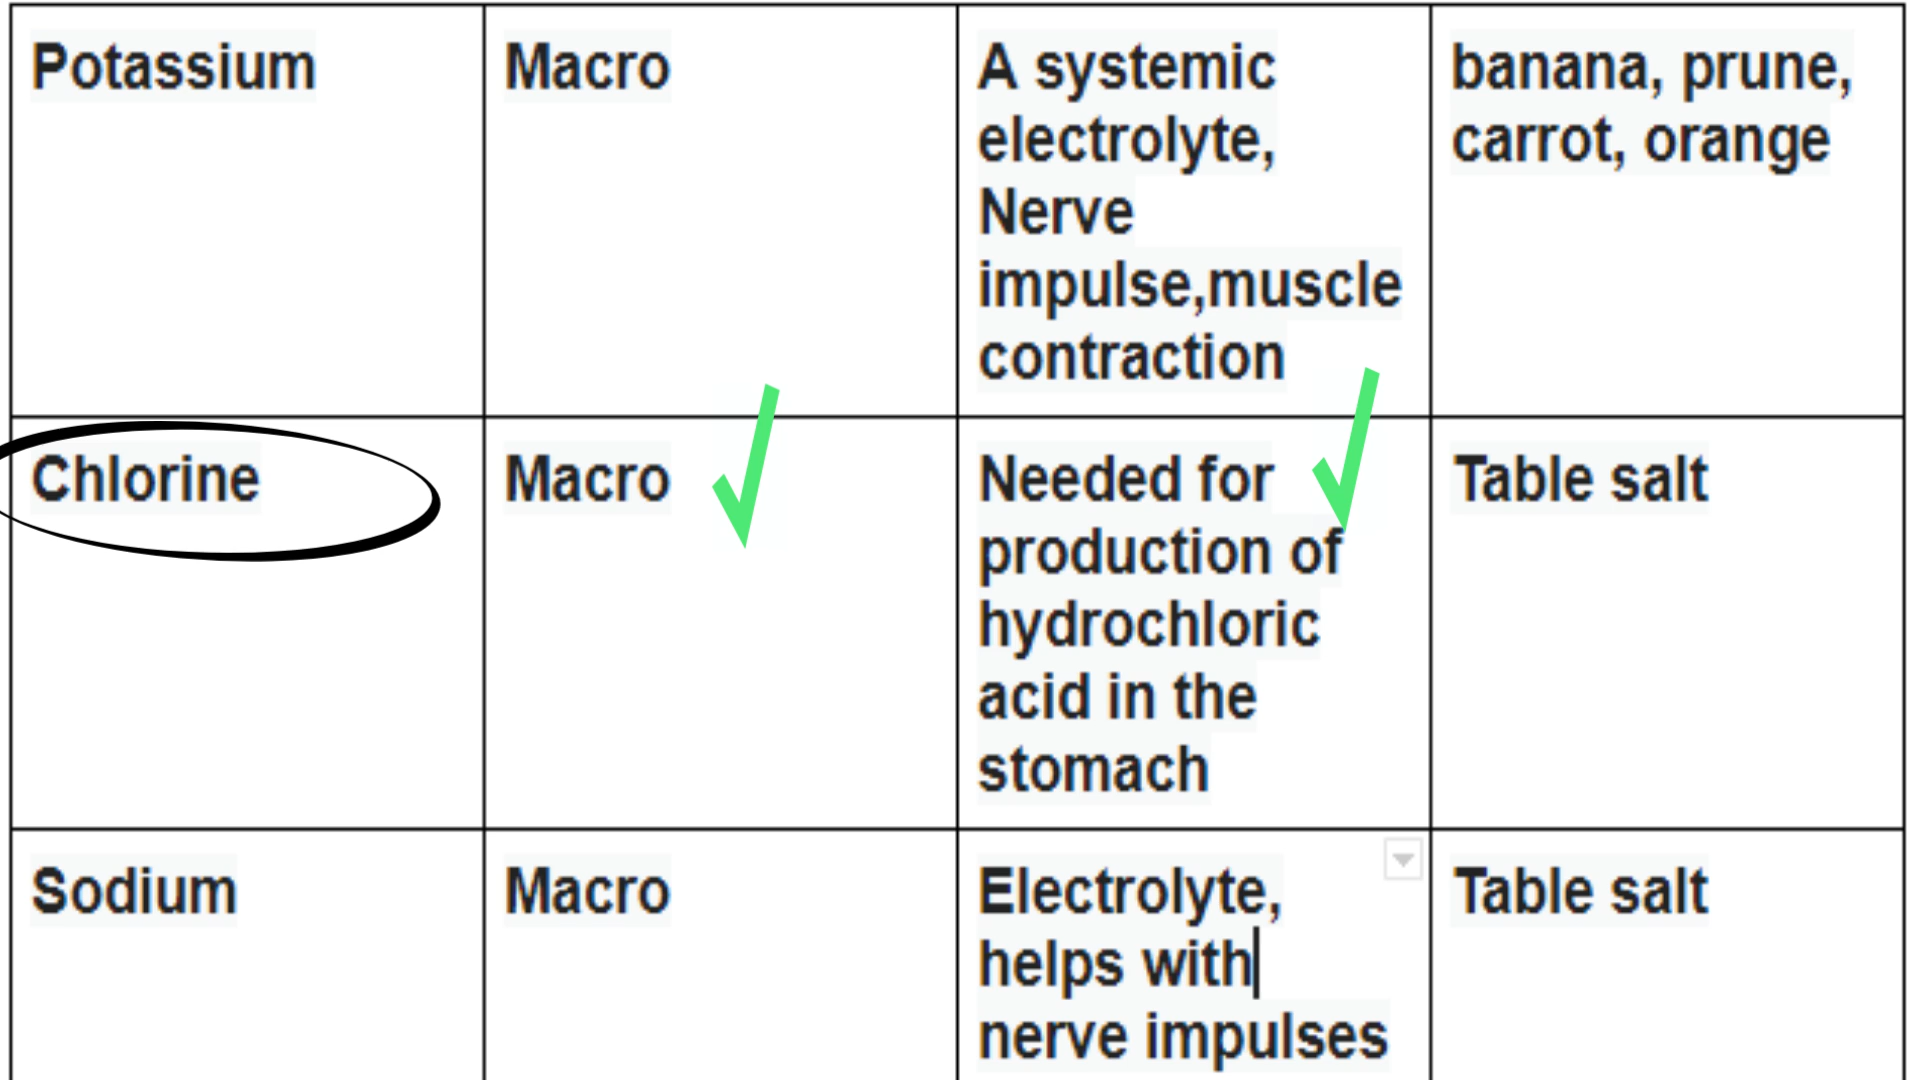 Potassium
Macro
A systemic
electrolyte,
Nerve
impulse,muscle
contraction
banana, prune,
carrot, orange
Chlorine
Macro
Needed for
production of
hydrochloric
acid in the
stomach
Table salt
Sodium
Macro
Electrolyte,
helps with
nerve impulses
Table salt